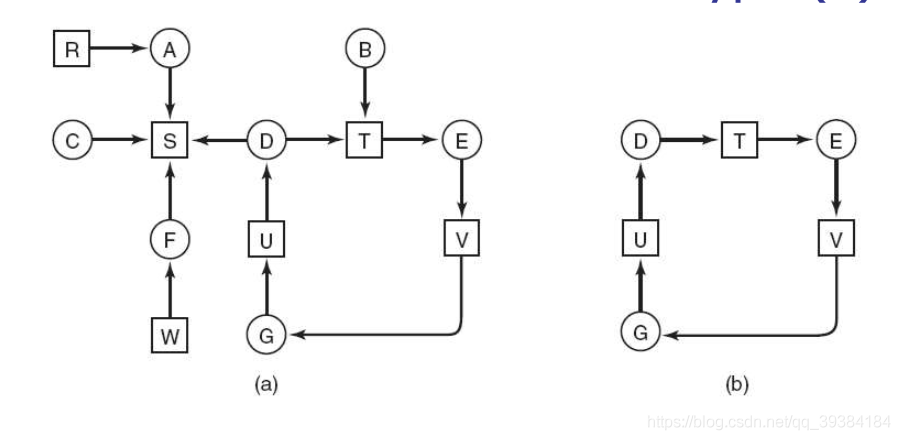 R A B
C S D T E
F U V
W G
(a)
D T E
U V
G
(b)
https://blog.csdn.net/qq_39384184